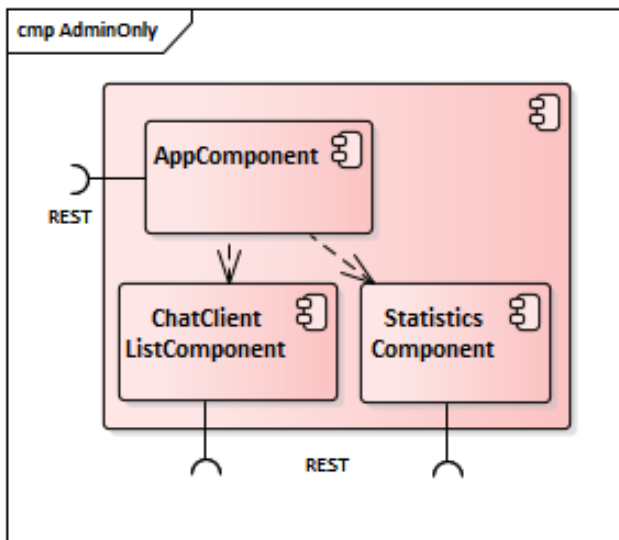 cmp AdminOnly
AppComponent
REST
ChatClient
ListComponent
Statistics
Component
REST